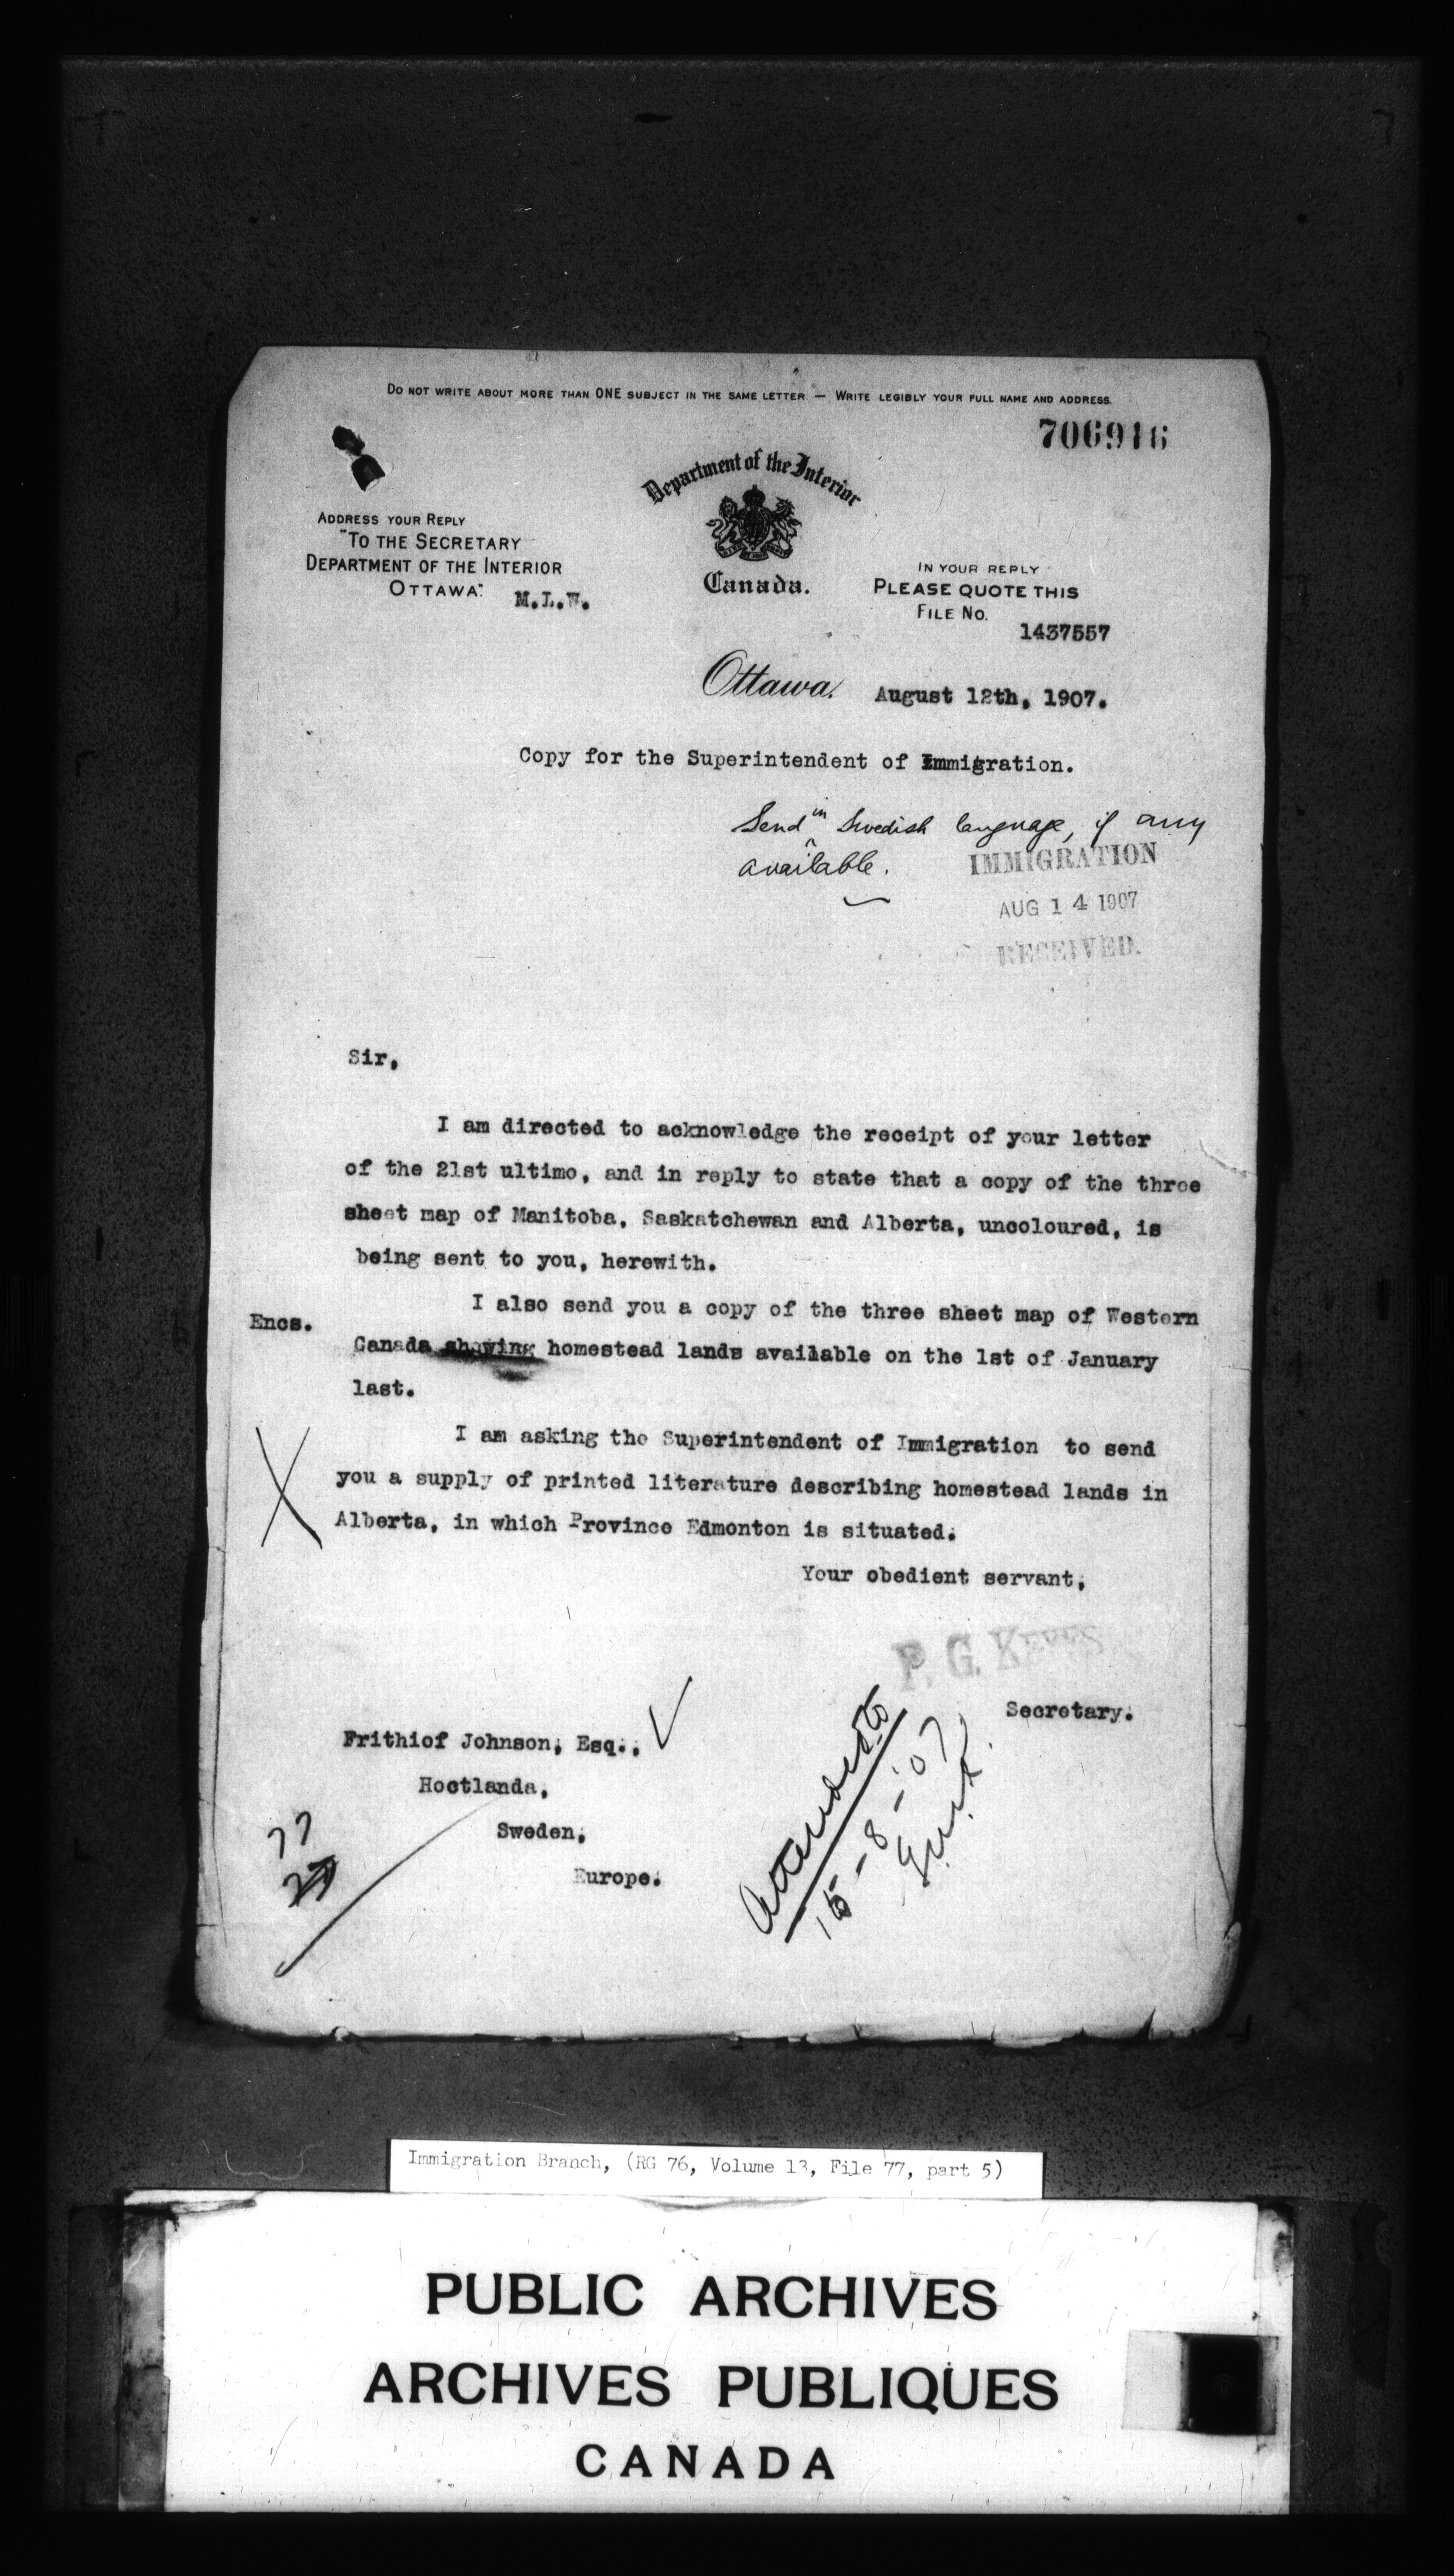 DO NOT WRITE ABOUT MORE THAN ONE SUBJECT IN THE SAME LETTER. — WRITE LEGIBLY YOUR FULL NAME AND ADDRESS.
706916
Department of the Interior
Canada.
ADDRESS YOUR REPLY
"TO THE SECRETARY
DEPARTMENT OF THE INTERIOR
OTTAWA".
M.L.W.
IN YOUR REPLY
PLEASE QUOTE THIS
FILE NO.
1437557
Ottawa, August 12th, 1907.
Copy for the Superintendent of Immigration.
Send in Swedish language, if any
available.
IMMIGRATION
AUG 14 1907
RECEIVED.
Sir,
I am directed to acknowledge the receipt of your letter
of the 21st ultimo, and in reply to state that a copy of the three
sheet map of Manitoba, Saskatchewan and Alberta, uncoloured, is
being sent to you, herewith.
I also send you a copy of the three sheet map of Western
Encs.
Canada showing homestead lands available on the 1st of January
last.
I am asking the Superintendent of Immigration to send
you a supply of printed literature describing homestead lands in
Alberta, in which Province Edmonton is situated.
Your obedient servant,
P. G. KEYES
Secretary.
Frithiof Johnson, Esq.,
Hoctlanda,
Sweden,
Europe.
77
Attended to
15-8-'07
Immigration Branch, (RG 76, Volume 13, File 77, part 5)
PUBLIC ARCHIVES
ARCHIVES PUBLIQUES
CANADA